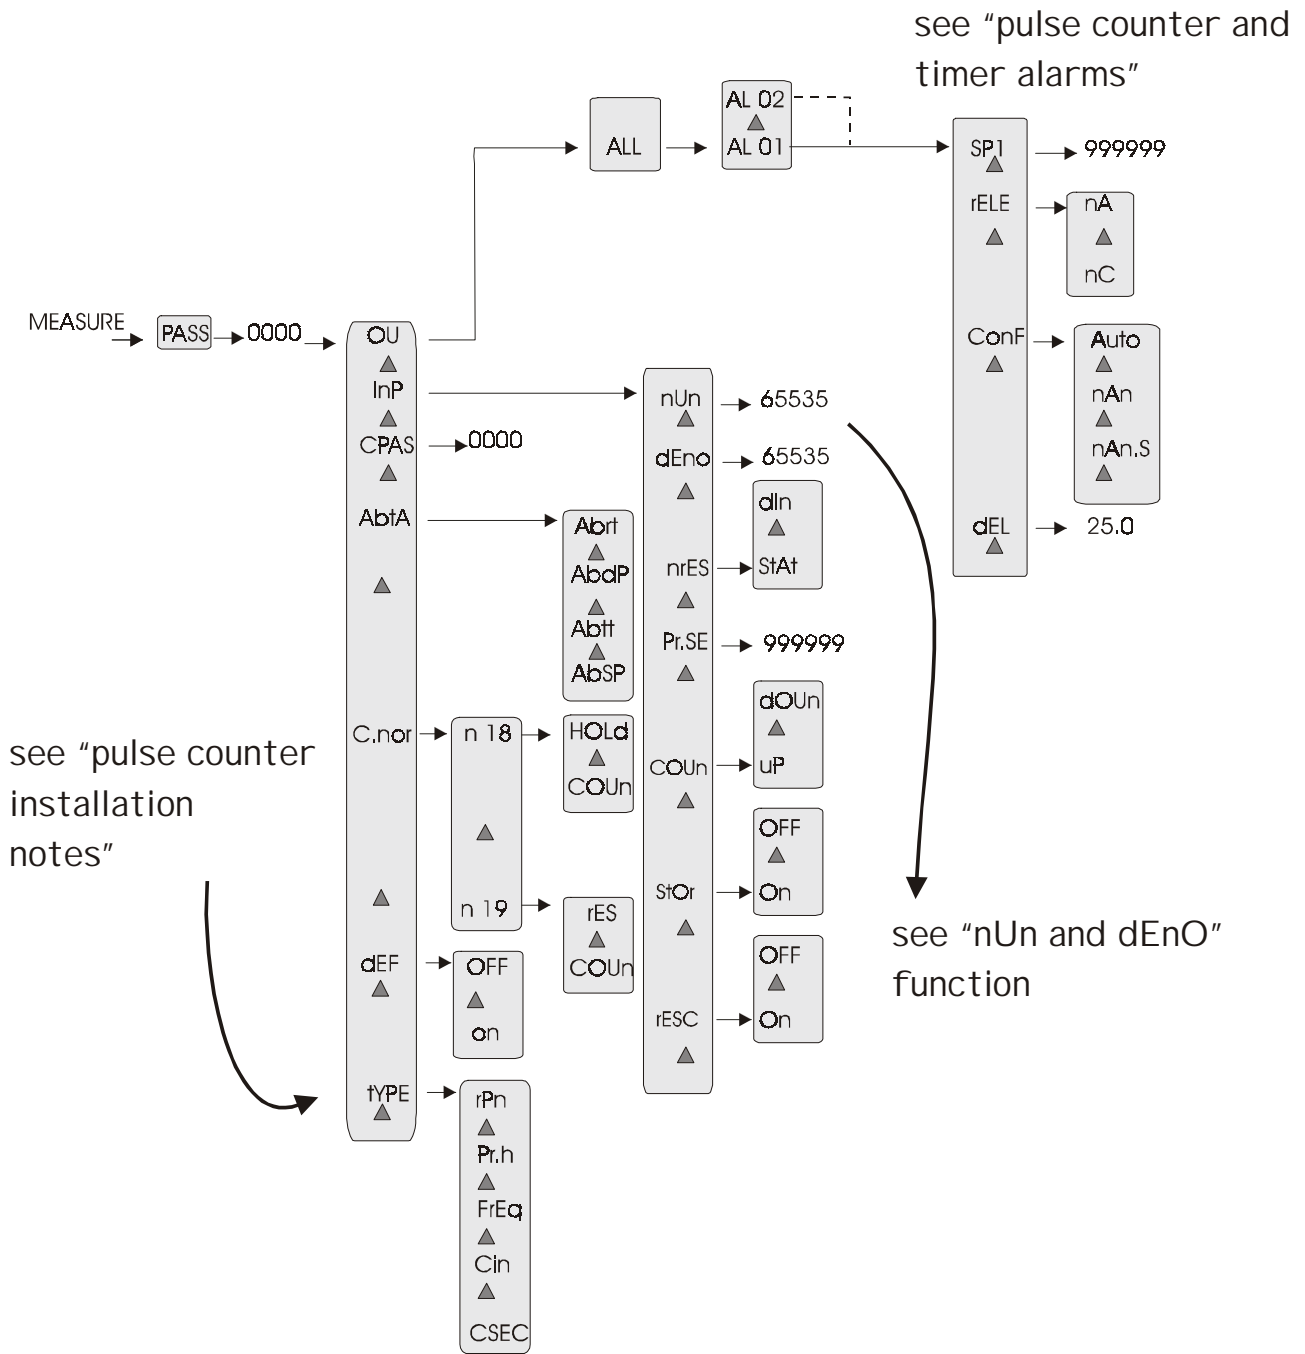 see "pulse counter and
timer alarms"
AL 02
ALL
AL 01
SP1
999999
rELE
nA
nC
MEASURE
PASS
0000
OU
InP
CPAS
0000
AbtA
C.nor
dEF
tYPE
ConF
Auto
nAn
nAn.S
dEL
25.0
nUn
65535
dEno
65535
dIn
nrES
StAt
Pr.SE
999999
dOUn
COUn
uP
OFF
StOr
On
OFF
rESC
On
Abrt
AbdP
Abtt
AbSP
n 18
HOLd
COUn
n 19
rES
COUn
OFF
on
rPn
Pr.h
FrEq
Cin
CSEC
see "pulse counter
installation
notes"
see "nUn and dEnO"
function